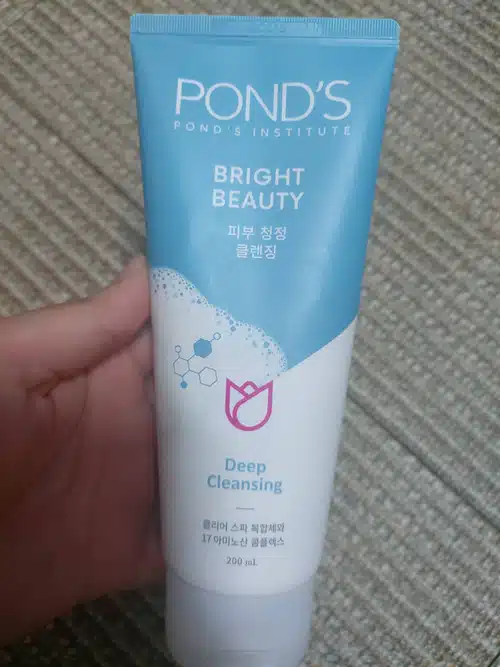 POND'S
POND'S INSTITUTE
BRIGHT
BEAUTY
피부 청정
클렌징
Deep
Cleansing
클리어 스파 복합체와
17 아미노산 콤플렉스
200 mL